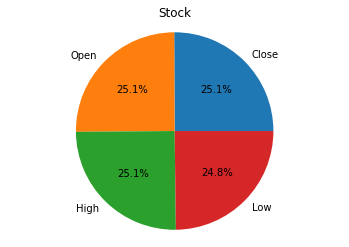 Stock
Open
Close
25.1%
25.1%
25.1%
24.8%
High
Low